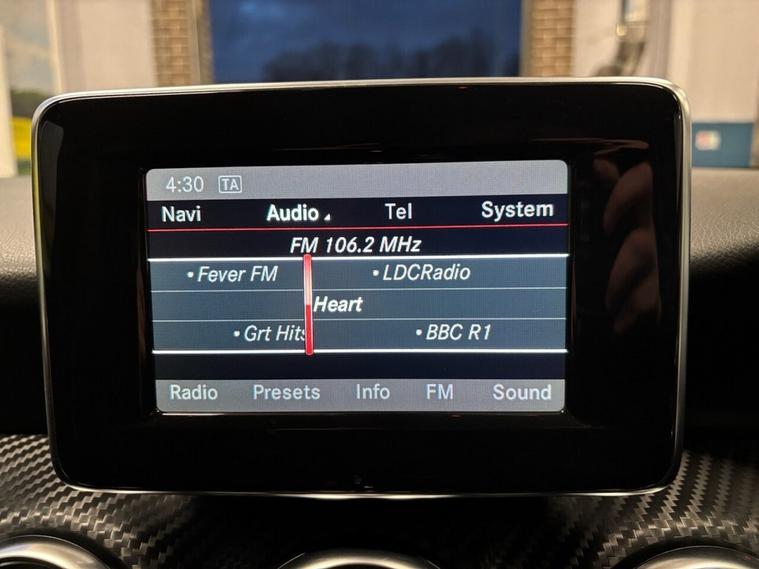 4:30 TA
Navi Audio Tel System
FM 106.2 MHz
• Fever FM • LDCRadio
Heart
• Grt Hits • BBC R1
Radio Presets Info FM Sound